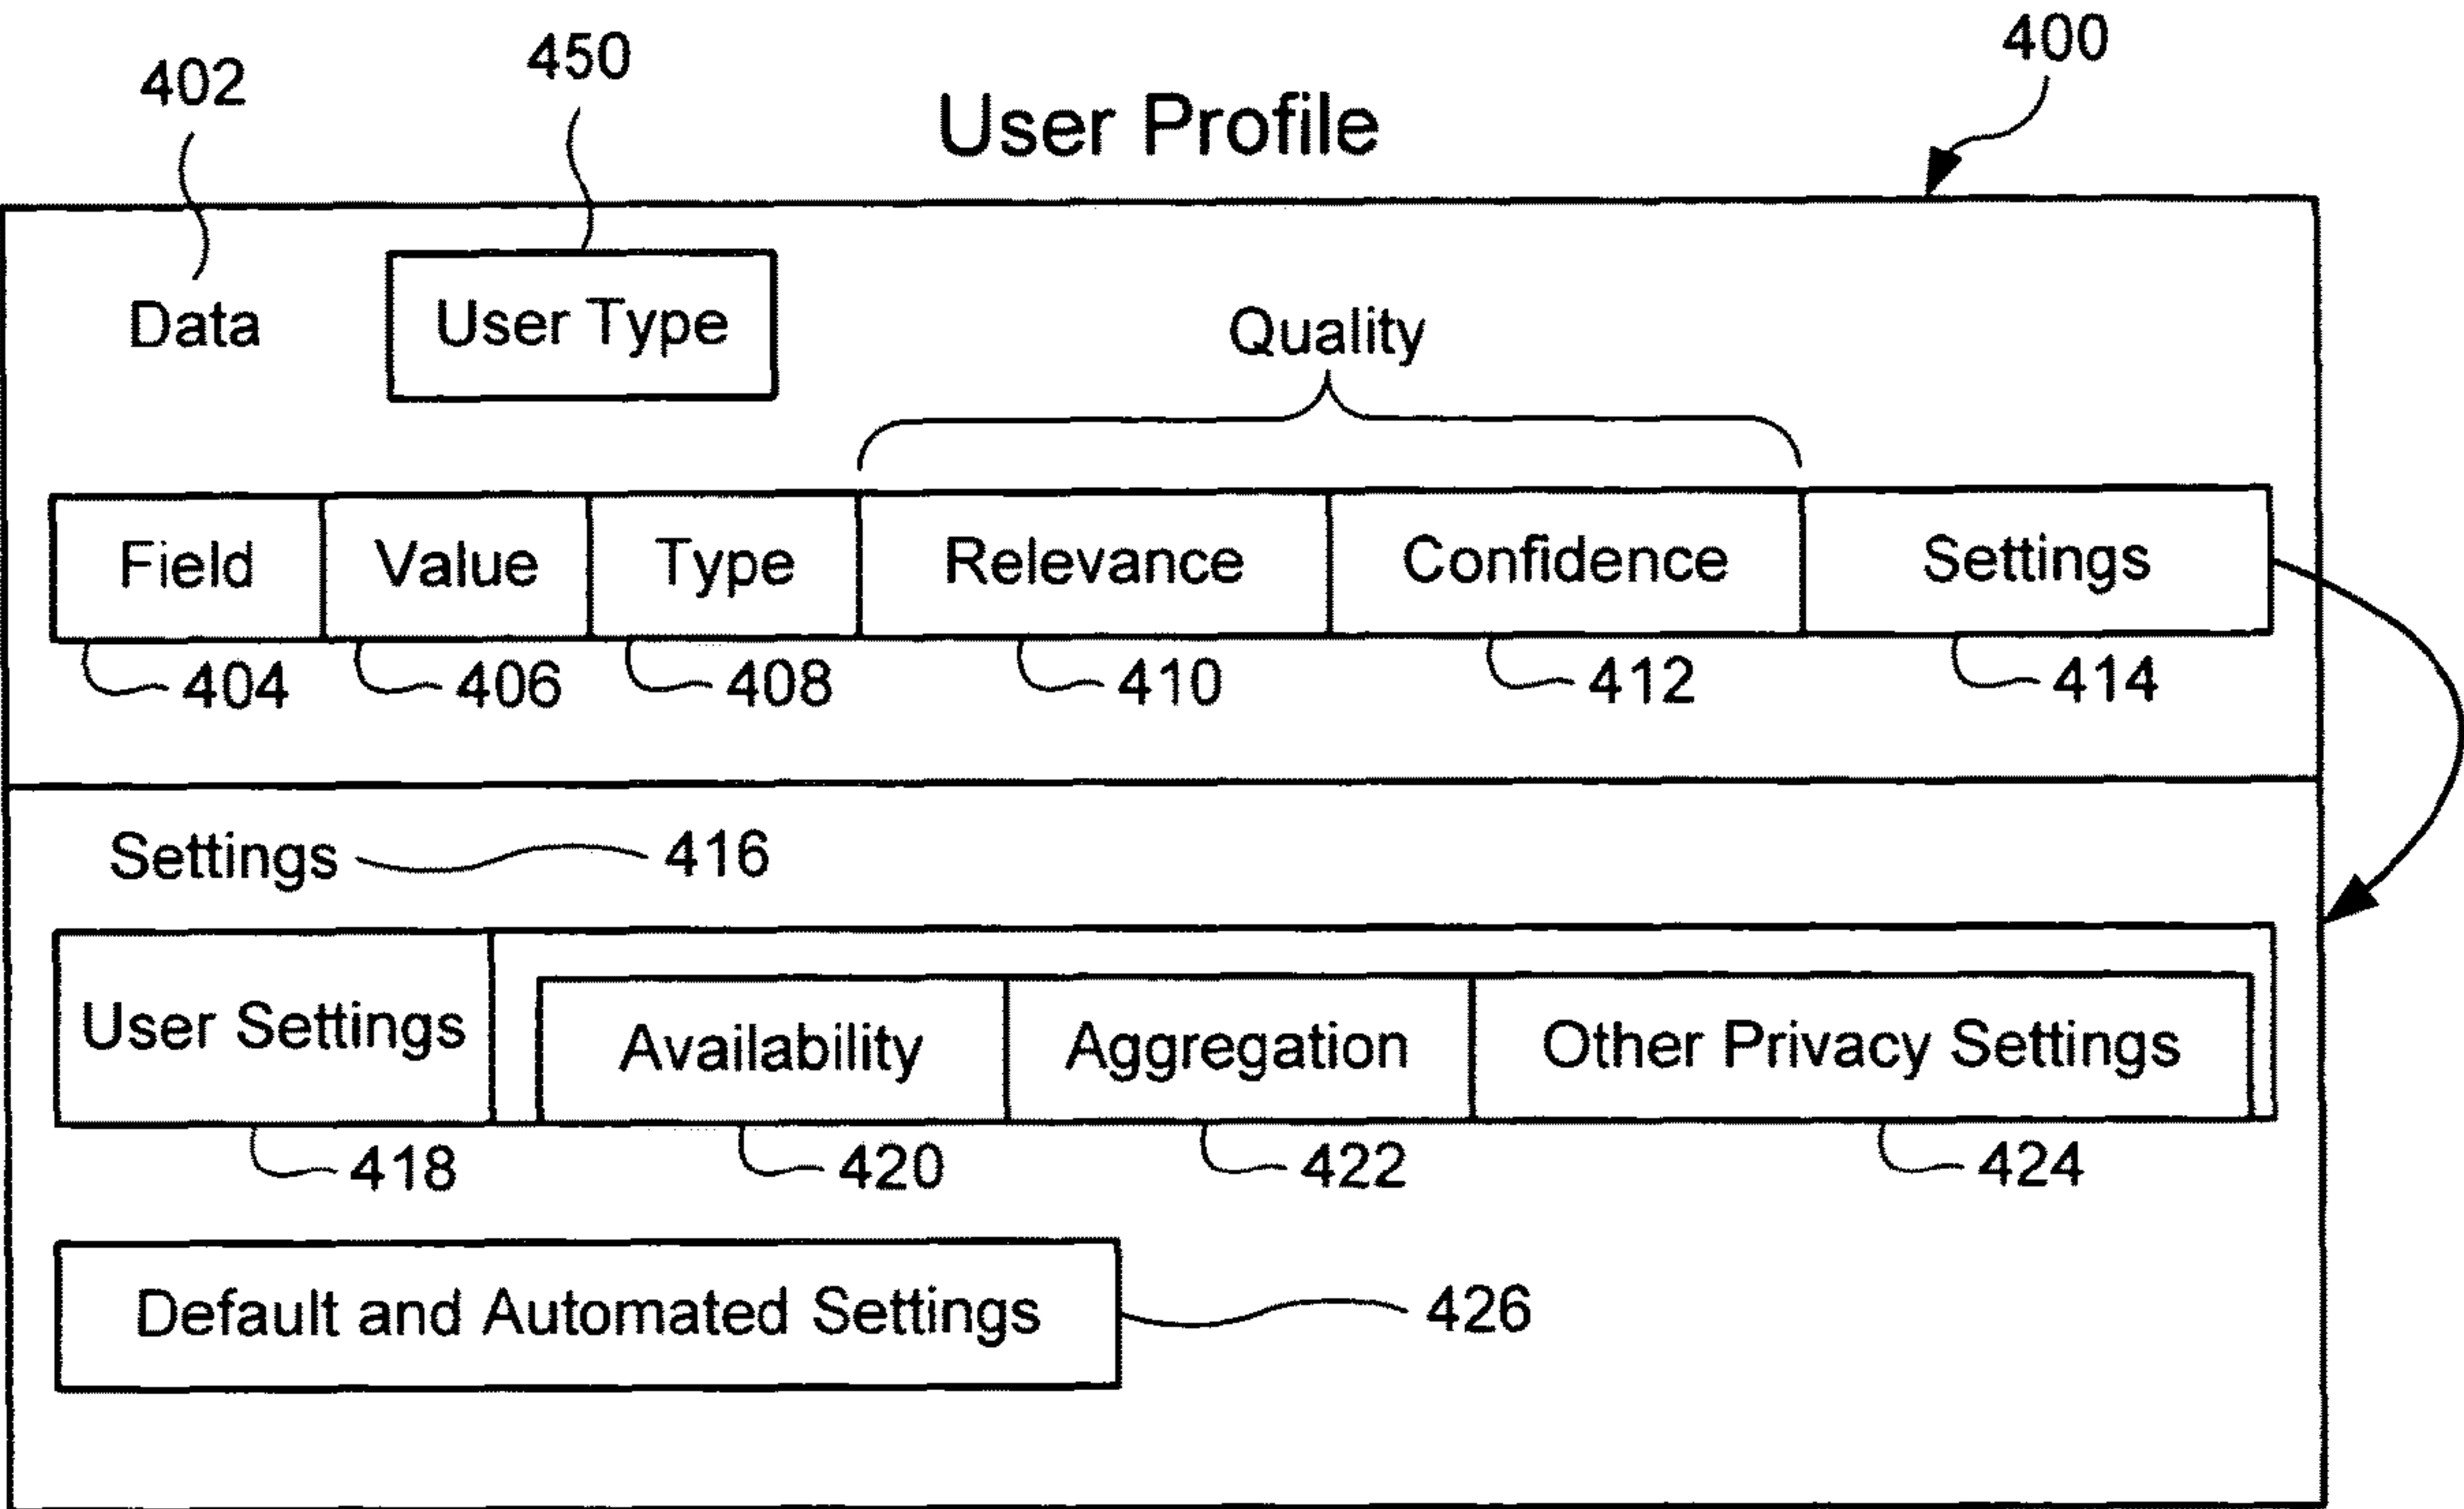 400
402
450
User Profile
Data
User Type
Quality
Field Value Type Relevance Confidence Settings
404 406 408 410 412 414
Settings 416
User Settings Availability Aggregation Other Privacy Settings
418 420 422 424
Default and Automated Settings 426